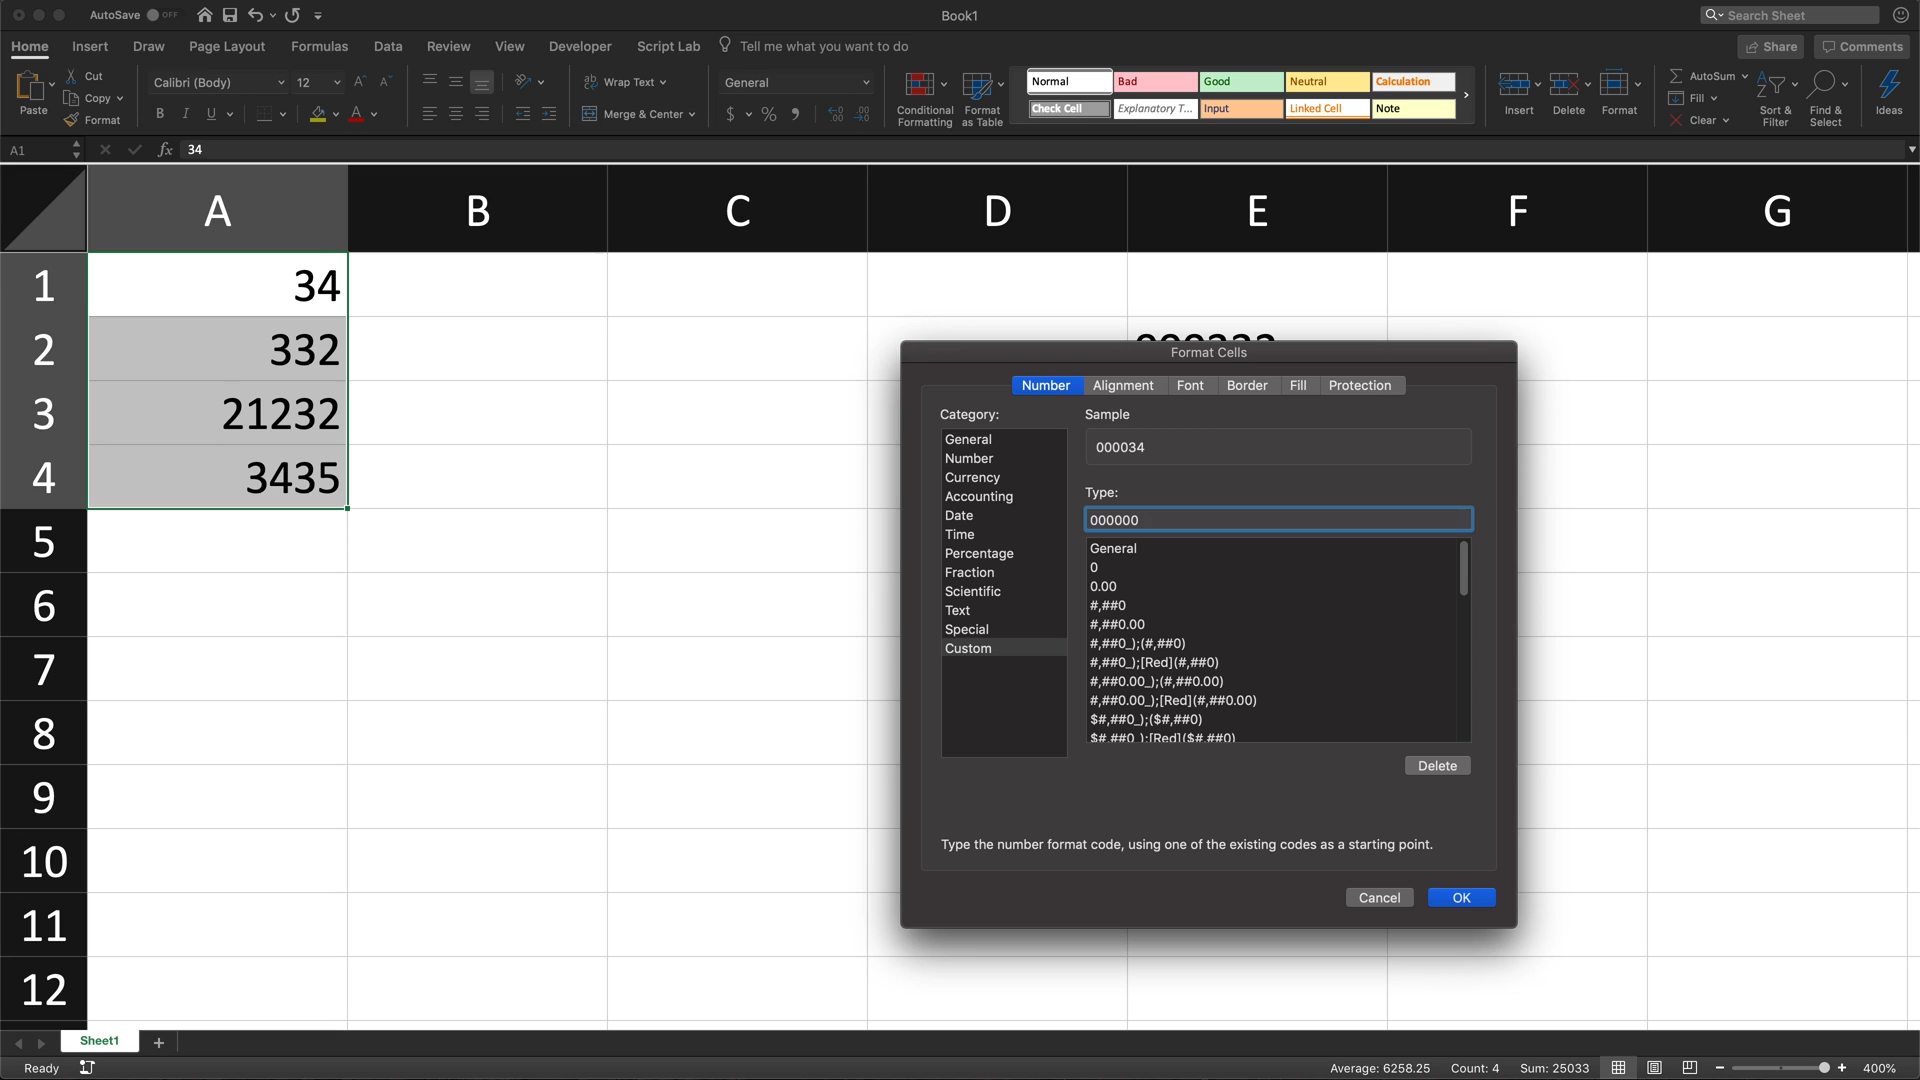 AutoSave OFF
Book1
Search Sheet
Home Insert Draw Page Layout Formulas Data Review View Developer Script Lab Tell me what you want to do
Share Comments
Paste
Cut
Copy
Format
Calibri (Body) 12
B I U A
Wrap Text
Merge & Center
General
$ %
Conditional Formatting
Format as Table
Normal Bad Good Neutral Calculation
Check Cell Explanatory T... Input Linked Cell Note
Insert Delete Format
AutoSum
Fill
Clear
Sort & Filter
Find & Select
Ideas
A1 fx 34
A B C D E F G
1 34
2 332
3 21232
4 3435
5
6
7
8
9
10
11
12
Format Cells
Number Alignment Font Border Fill Protection
Category:
General
Number
Currency
Accounting
Date
Time
Percentage
Fraction
Scientific
Text
Special
Custom
Sample
000034
Type:
000000
General
0
0.00
#,##0
#,##0.00
#,##0_);(#,##0)
#,##0_);[Red](#,##0)
#,##0.00_);(#,##0.00)
#,##0.00_);[Red](#,##0.00)
$#,##0_);($#,##0)
$#,##0_);[Red]($#,##0)
Delete
Type the number format code, using one of the existing codes as a starting point.
Cancel OK
Sheet1 +
Ready
Average: 6258.25 Count: 4 Sum: 25033
400%